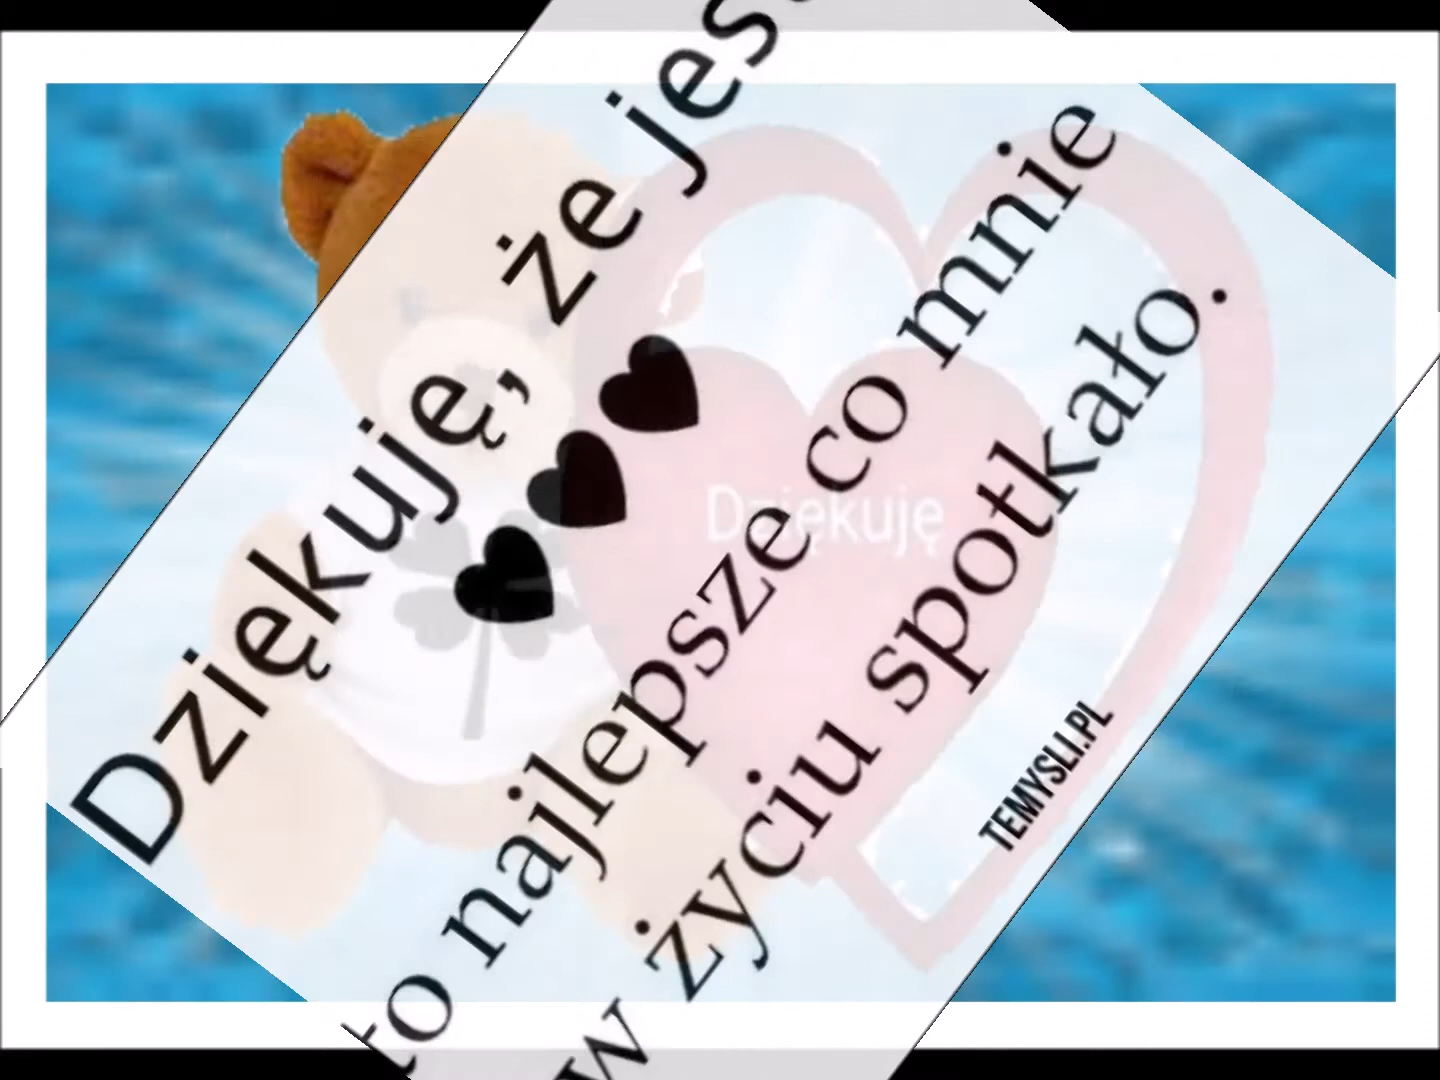 Dziękuję, że jes
to najlepsze co mnie
w życiu spotkało.
TEMYSLI.PL
Dziękuję